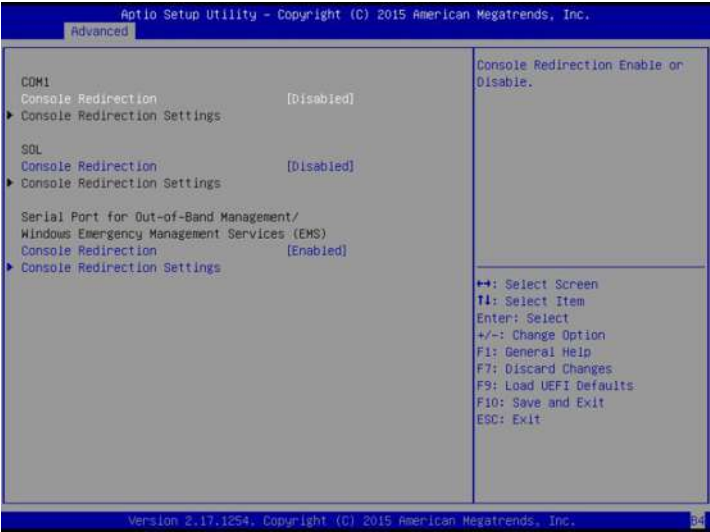 Aptio Setup Utility – Copyright (C) 2015 American Megatrends, Inc.
Advanced
COM1
Console Redirection [Disabled]
Console Redirection Settings
SOL
Console Redirection [Disabled]
Console Redirection Settings
Serial Port for Out-of-Band Management/
Windows Emergency Management Services (EMS)
Console Redirection [Enabled]
Console Redirection Settings
Console Redirection Enable or
Disable.
↔: Select Screen
↑↓: Select Item
Enter: Select
+/-: Change Option
F1: General Help
F7: Discard Changes
F9: Load UEFI Defaults
F10: Save and Exit
ESC: Exit
Version 2.17.1254. Copyright (C) 2015 American Megatrends, Inc.
B4